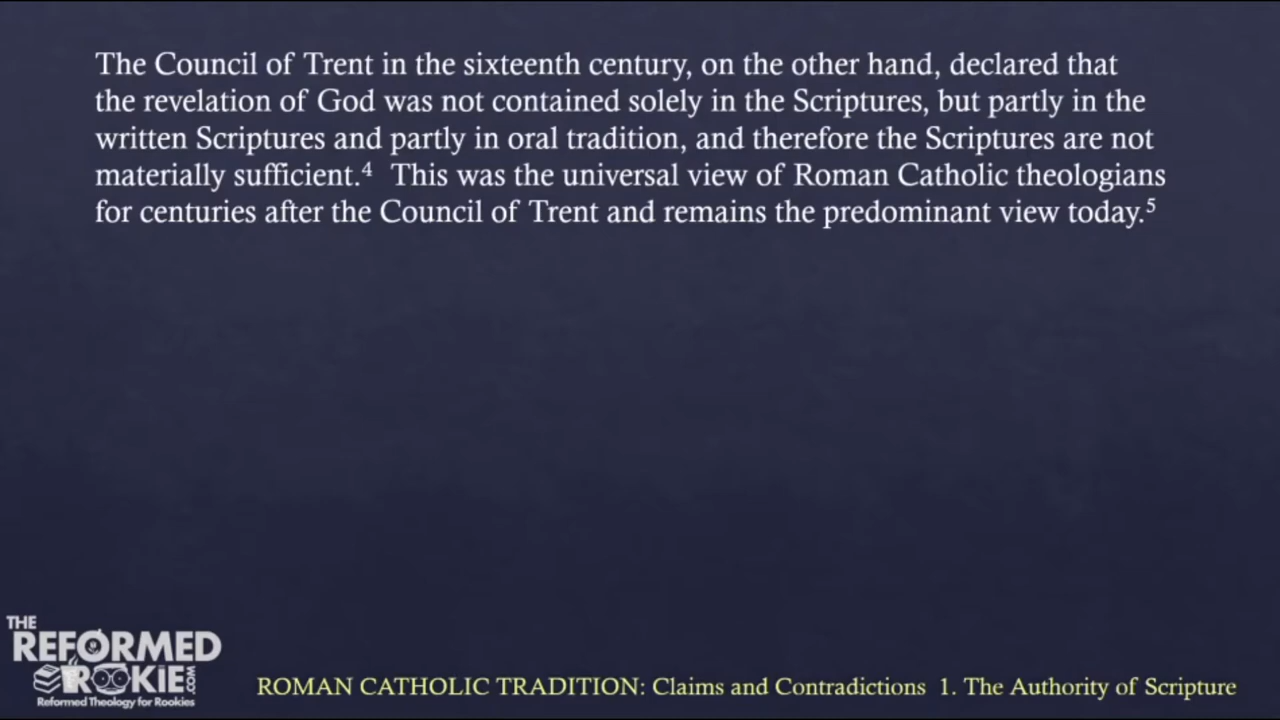 The Council of Trent in the sixteenth century, on the other hand, declared that
the revelation of God was not contained solely in the Scriptures, but partly in the
written Scriptures and partly in oral tradition, and therefore the Scriptures are not
materially sufficient.⁴ This was the universal view of Roman Catholic theologians
for centuries after the Council of Trent and remains the predominant view today.⁵
THE
REFORMED
ROOKIE.COM
Reformed Theology for Rookies
ROMAN CATHOLIC TRADITION: Claims and Contradictions 1. The Authority of Scripture